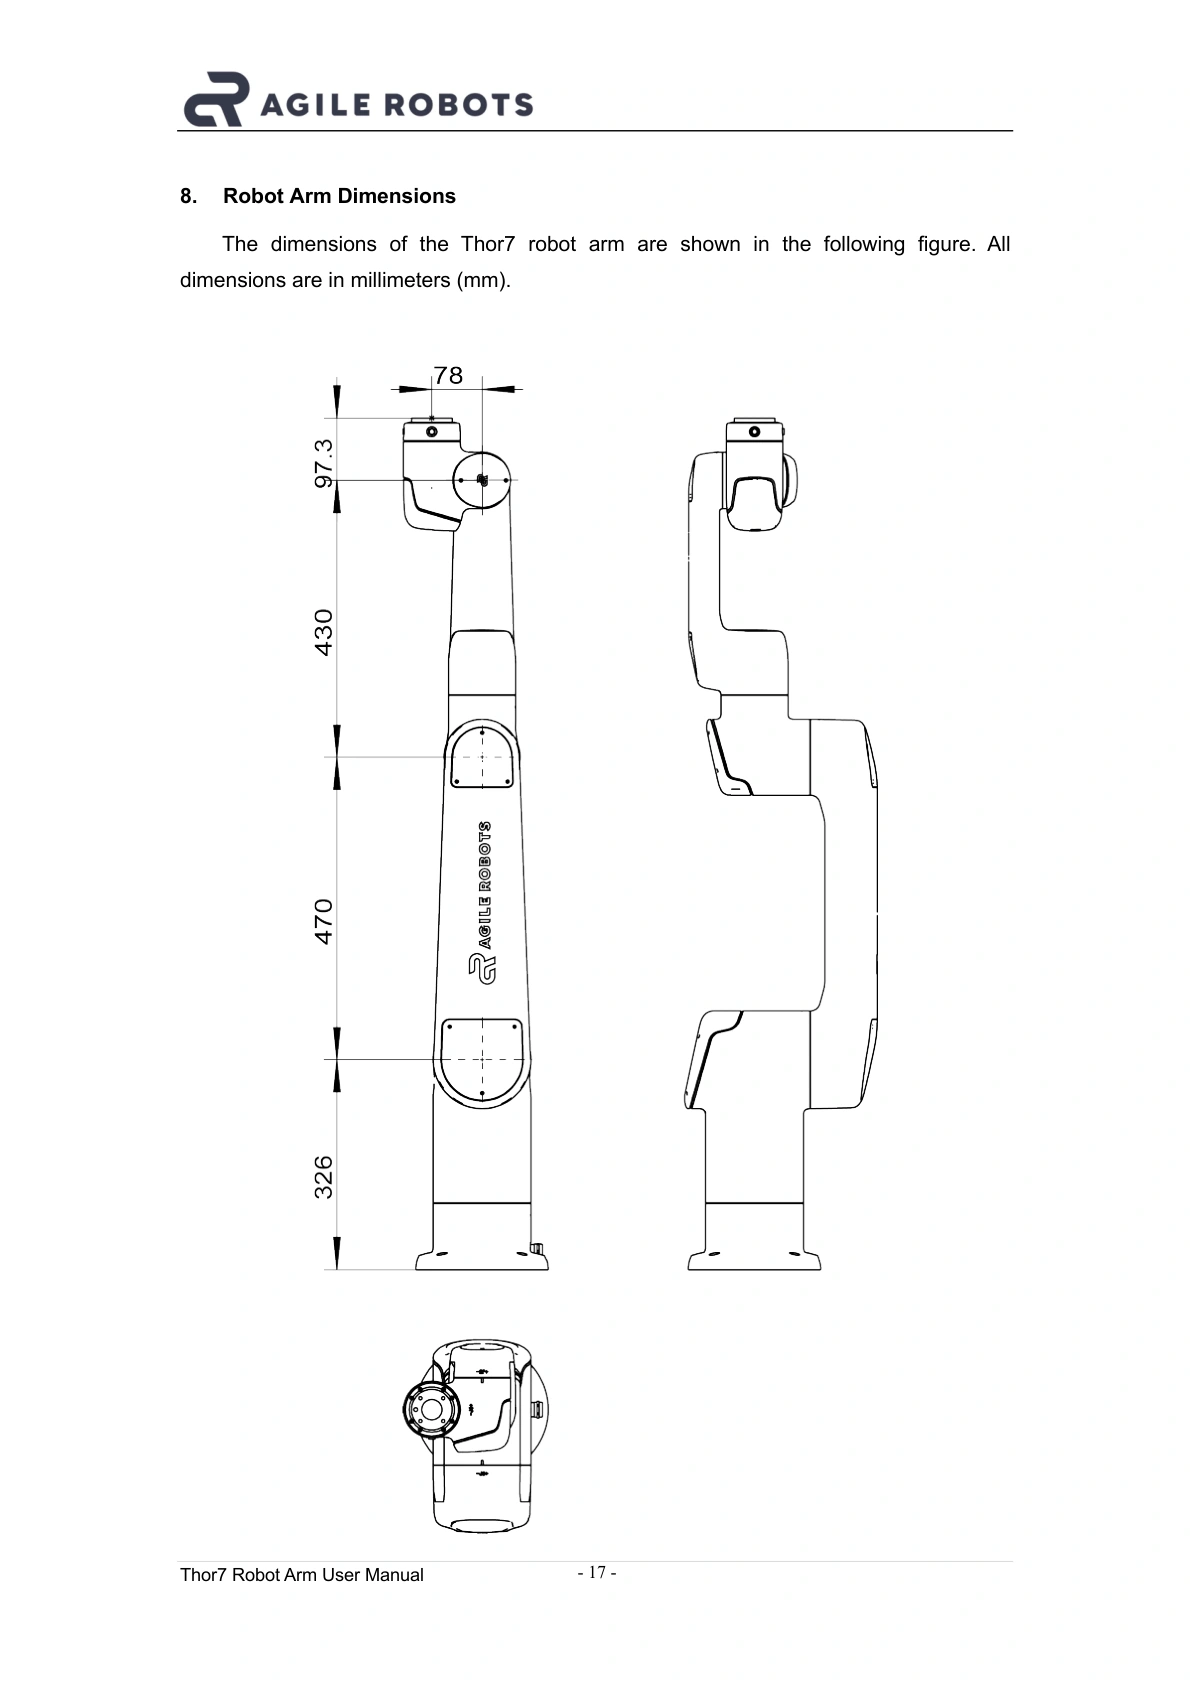 AGILE ROBOTS
8. Robot Arm Dimensions
The dimensions of the Thor7 robot arm are shown in the following figure. All
dimensions are in millimeters (mm).
78
97.3
430
470
AGILE ROBOTS
326
Thor7 Robot Arm User Manual - 17 -